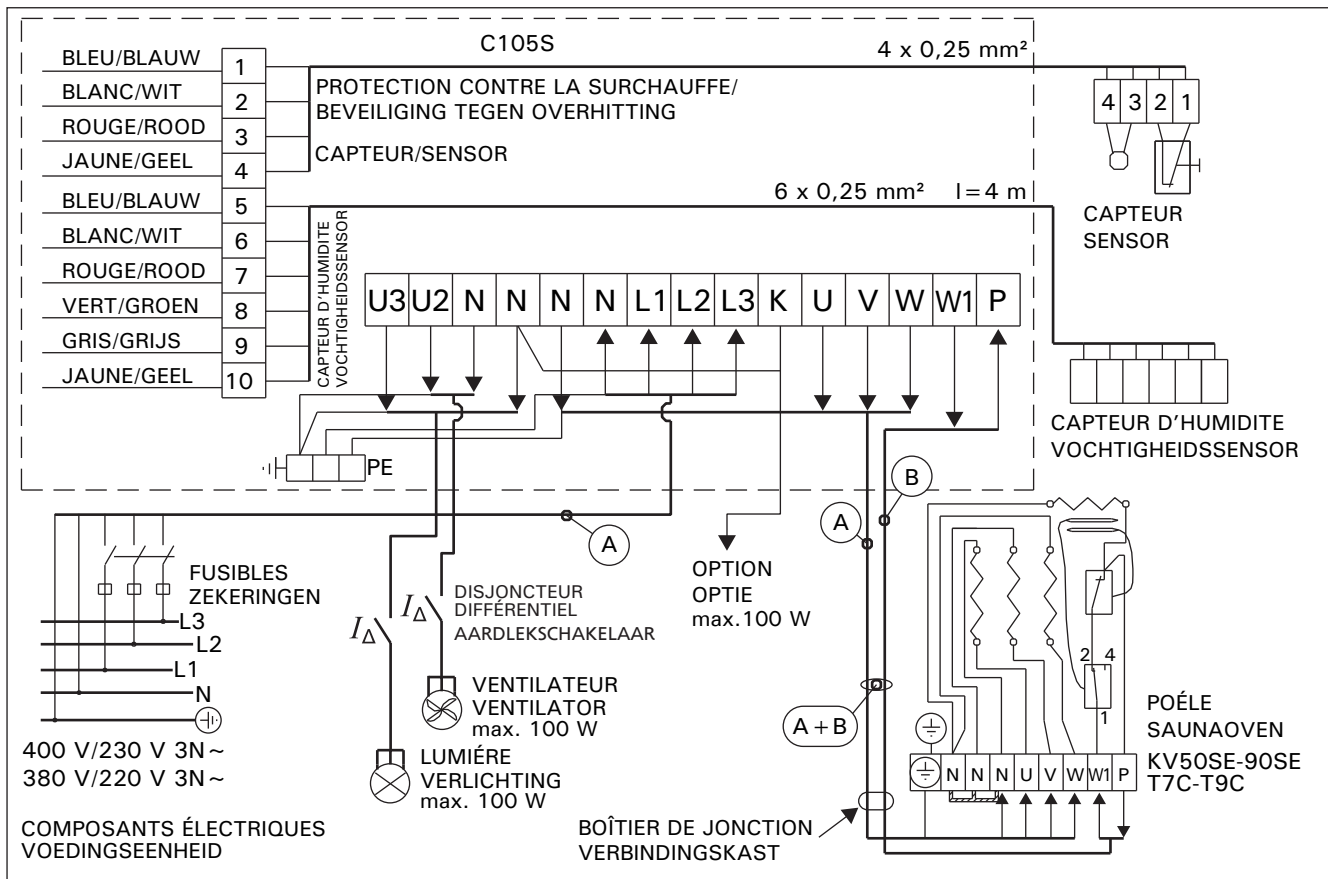 C105S
4 x 0,25 mm²
BLEU/BLAUW 1
BLANC/WIT 2
ROUGE/ROOD 3
JAUNE/GEEL 4
BLEU/BLAUW 5
BLANC/WIT 6
ROUGE/ROOD 7
VERT/GROEN 8
GRIS/GRIJS 9
JAUNE/GEEL 10
PROTECTION CONTRE LA SURCHAUFFE/
BEVEILIGING TEGEN OVERHITTING
CAPTEUR/SENSOR
4 3 2 1
CAPTEUR
SENSOR
6 x 0,25 mm² l=4 m
CAPTEUR D'HUMIDITE
VOCHTIGHEIDSSENSOR
U3 U2 N N N N L1 L2 L3 K U V W W1 P
CAPTEUR D'HUMIDITE
VOCHTIGHEIDSSENSOR
PE
A
A
B
FUSIBLES
ZEKERINGEN
L3
L2
L1
N
400 V/230 V 3N~
380 V/220 V 3N~
I∆
I∆
DISJONCTEUR
DIFFÉRENTIEL
AARDLEKSCHAKELAAR
OPTION
OPTIE
max.100 W
VENTILATEUR
VENTILATOR
max. 100 W
LUMIÉRE
VERLICHTING
max. 100 W
A+B
2 4
1
POÉLE
SAUNAOVEN
KV50SE-90SE
T7C-T9C
N N N U V W W1 P
BOÎTIER DE JONCTION
VERBINDINGSKAST
COMPOSANTS ÉLECTRIQUES
VOEDINGSEENHEID